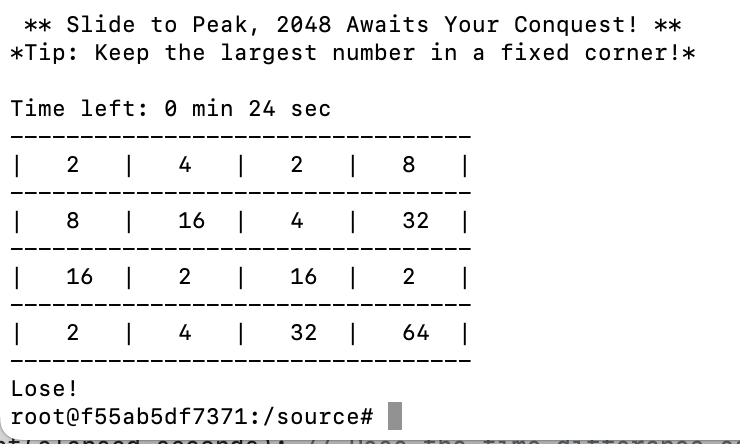 ** Slide to Peak, 2048 Awaits Your Conquest! **
*Tip: Keep the largest number in a fixed corner!*
Time left: 0 min 24 sec
---------------------------------
|   2   |   4   |   2   |   8   |
---------------------------------
|   8   |   16  |   4   |   32  |
---------------------------------
|   16  |   2   |   16  |   2   |
---------------------------------
|   2   |   4   |   32  |   64  |
---------------------------------
Lose!
root@f55ab5df7371:/source#